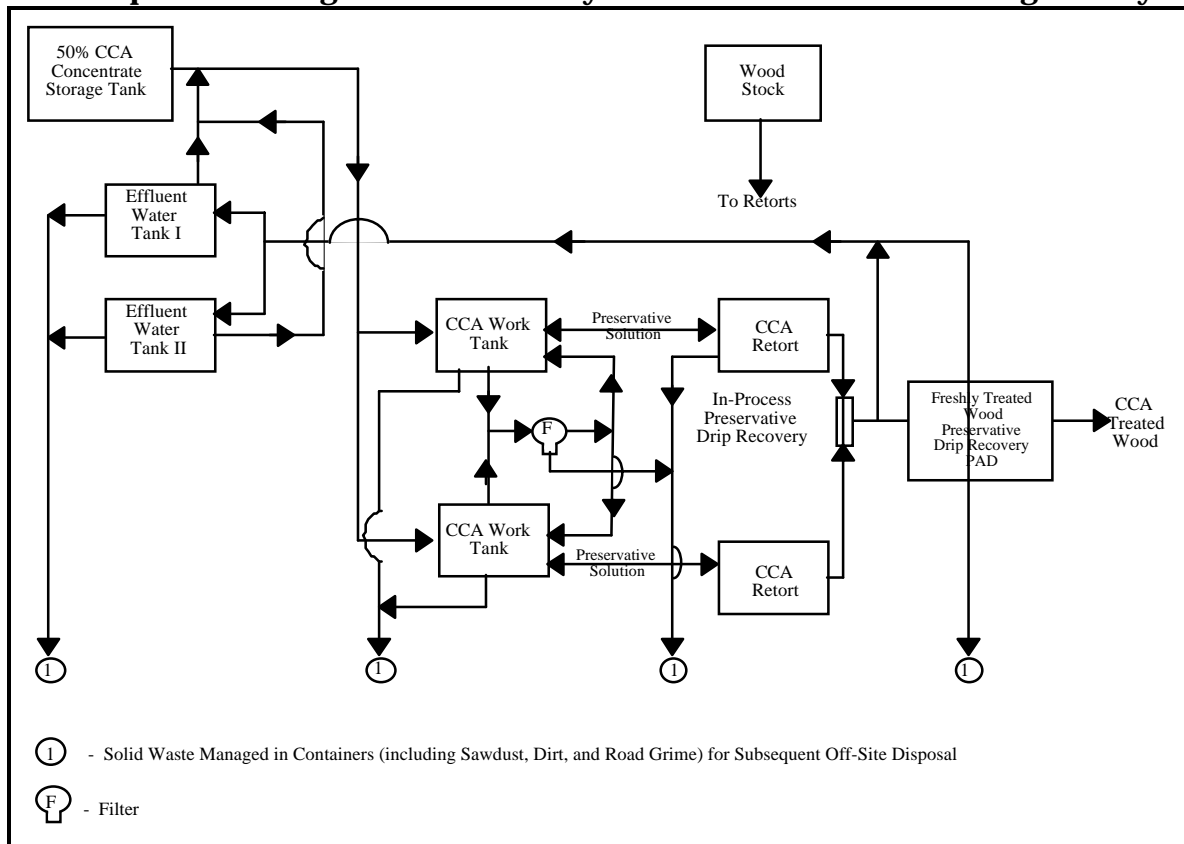 50% CCA
Concentrate
Storage Tank
Wood
Stock
To Retorts
Effluent
Water
Tank I
Effluent
Water
Tank II
CCA Work
Tank
Preservative
Solution
CCA
Retort
In-Process
Preservative
Drip Recovery
Freshly Treated
Wood
Preservative
Drip Recovery
PAD
CCA
Treated
Wood
F
CCA Work
Tank
Preservative
Solution
CCA
Retort
1
1
1
1
1 - Solid Waste Managed in Containers (including Sawdust, Dirt, and Road Grime) for Subsequent Off-Site Disposal
F - Filter